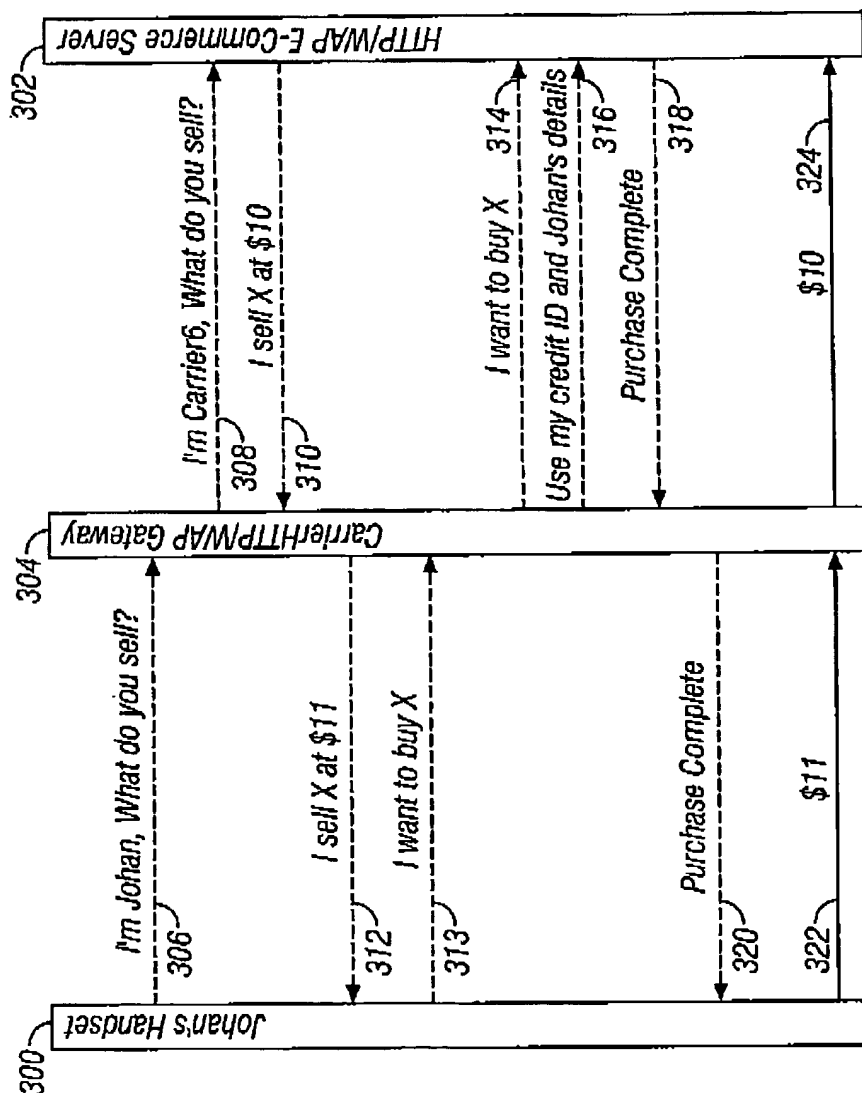 300
Johan's Handset
304
CarrierHTTP/WAP Gateway
302
HTTP/WAP E-Commerce Server
I'm Johan, What do you sell?
306
I'm Carrier6, What do you sell?
308
I sell X at $10
310
I sell X at $11
312
I want to buy X
313
I want to buy X
314
Use my credit ID and Johan's details
316
Purchase Complete
318
Purchase Complete
320
$11
322
$10
324